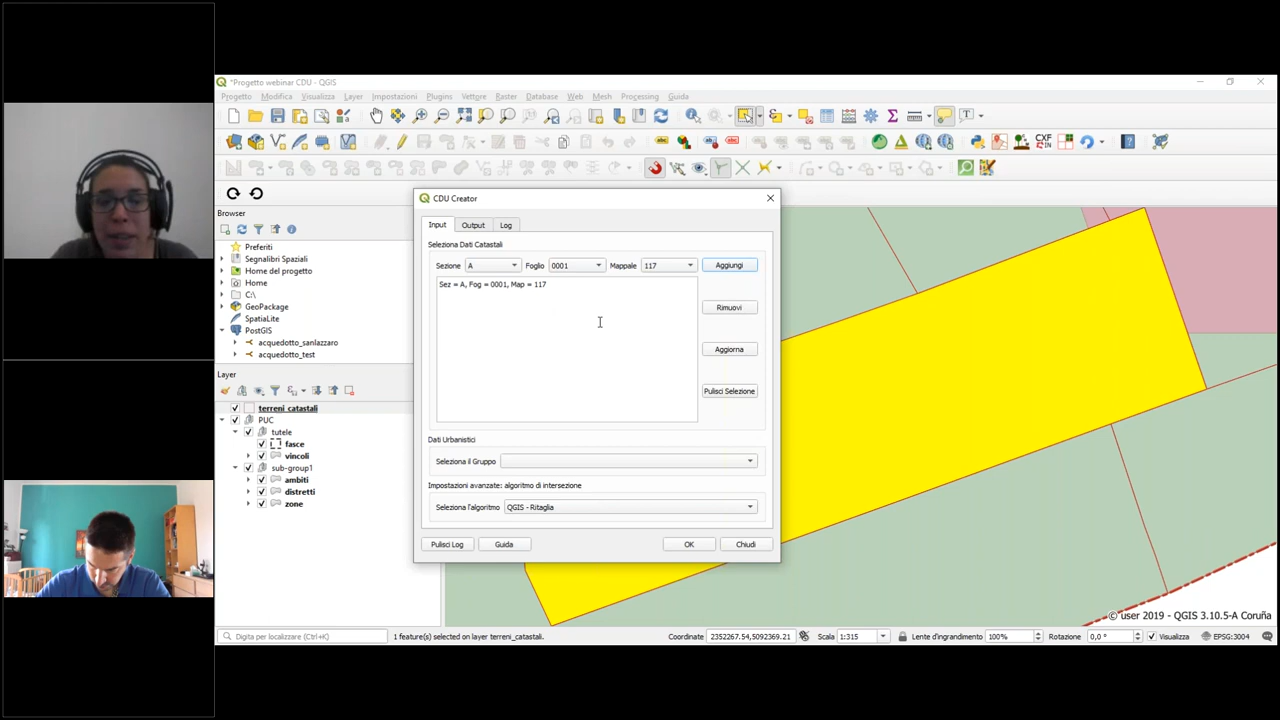 *Progetto webinar CDU - QGIS
Progetto Modifica Visualizza Layer Impostazioni Plugins Vettore Raster Database Web Mesh Processing Guida
Browser
Preferiti
Segnalibri Spaziali
Home del progetto
Home
C:\
GeoPackage
SpatiaLite
PostGIS
acquedotto_sanlazzaro
acquedotto_test
Layer
terreni_catastali
PUC
tutele
fasce
vincoli
sub-group1
ambiti
distretti
zone
CDU Creator
Input Output Log
Seleziona Dati Catastali
Sezione A Foglio 0001 Mappale 117 Aggiungi
Sez = A, Fog = 0001, Map = 117
Rimuovi
Aggiorna
Pulisci Selezione
Dati Urbanistici
Seleziona il Gruppo
Impostazioni avanzate: algoritmo di intersezione
Seleziona l'algoritmo QGIS - Ritaglia
Pulisci Log Guida OK Chiudi
© user 2019 - QGIS 3.10.5-A Coruña
Digita per localizzare (Ctrl+K) 1 feature(s) selected on layer terreni_catastali. Coordinate 2352267.54,5092369.21 Scala 1:315 Lente d'ingrandimento 100% Rotazione 0,0 ° Visualizza EPSG:3004